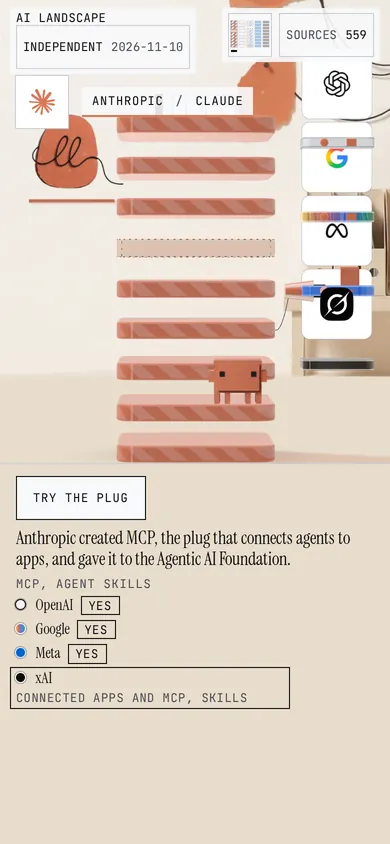 AI LANDSCAPE
INDEPENDENT 2026-11-10
SOURCES 559
ANTHROPIC / CLAUDE
TRY THE PLUG
Anthropic created MCP, the plug that connects agents to
apps, and gave it to the Agentic AI Foundation.
MCP, AGENT SKILLS
OpenAI YES
Google YES
Meta YES
xAI
CONNECTED APPS AND MCP, SKILLS